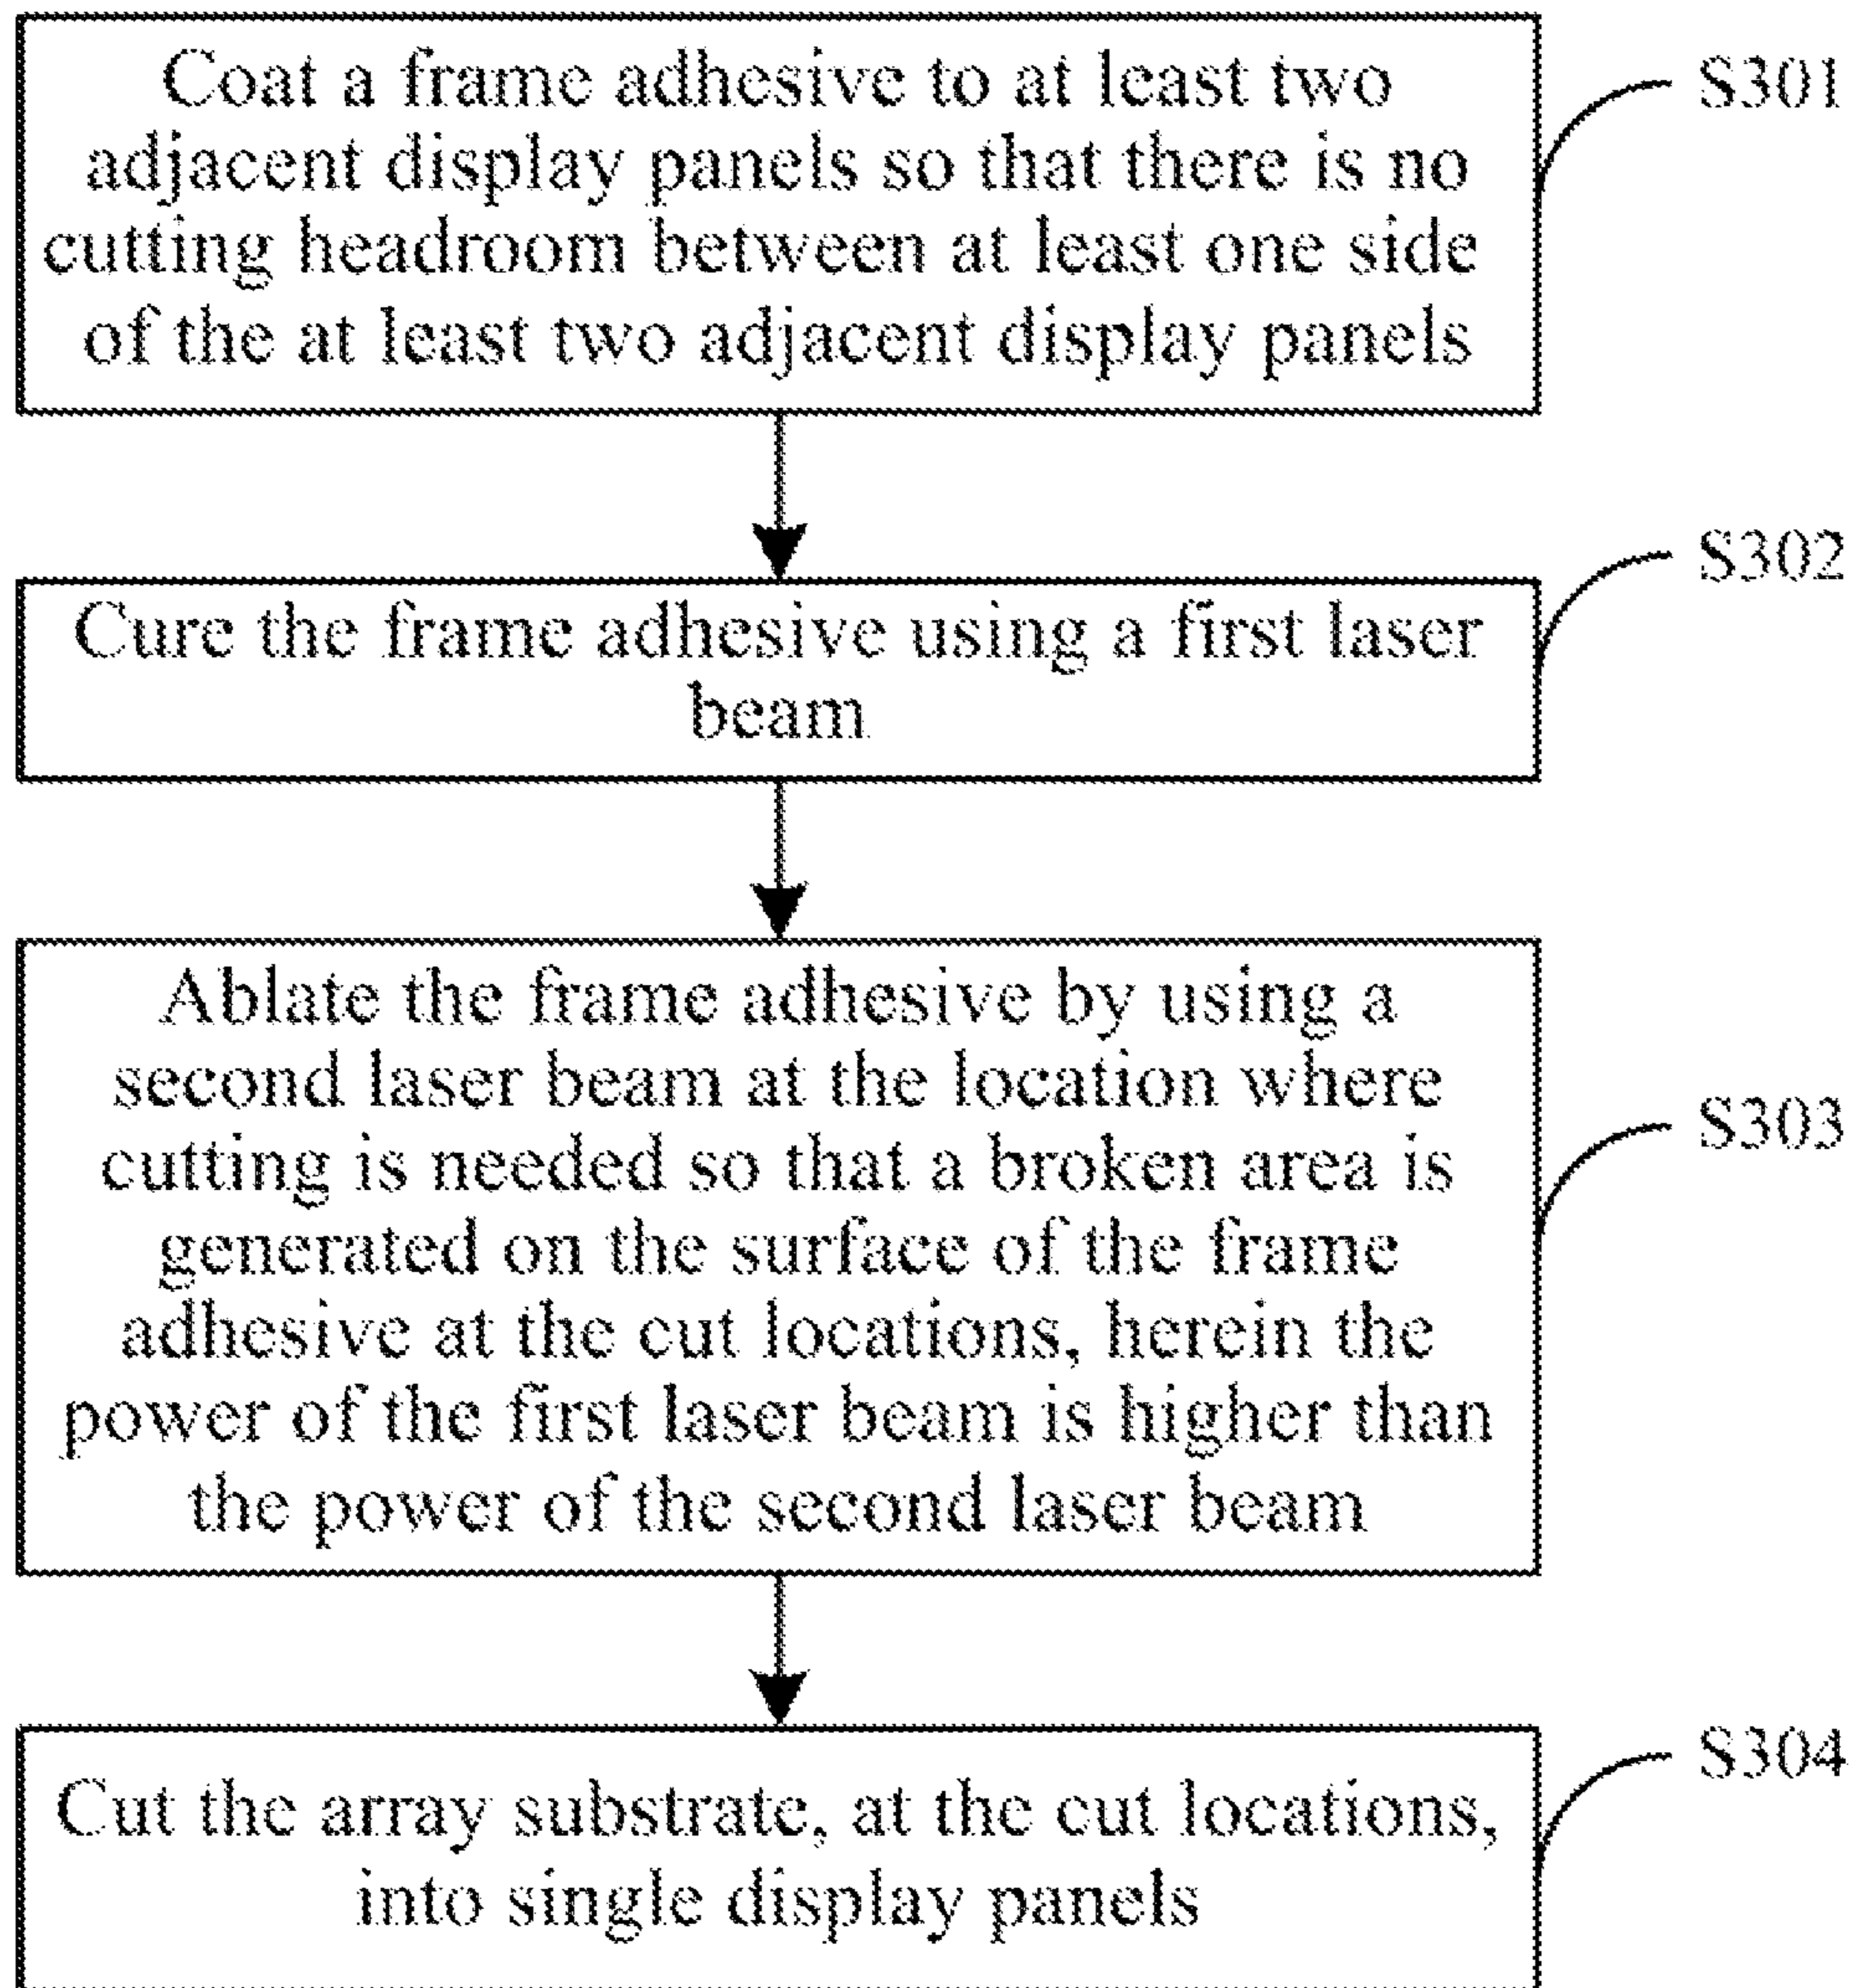 Coat a frame adhesive to at least two
adjacent display panels so that there is no
cutting headroom between at least one side
of the at least two adjacent display panels
S301
Cure the frame adhesive using a first laser
beam
S302
Ablate the frame adhesive by using a
second laser beam at the location where
cutting is needed so that a broken area is
generated on the surface of the frame
adhesive at the cut locations, herein the
power of the first laser beam is higher than
the power of the second laser beam
S303
Cut the array substrate, at the cut locations,
into single display panels
S304